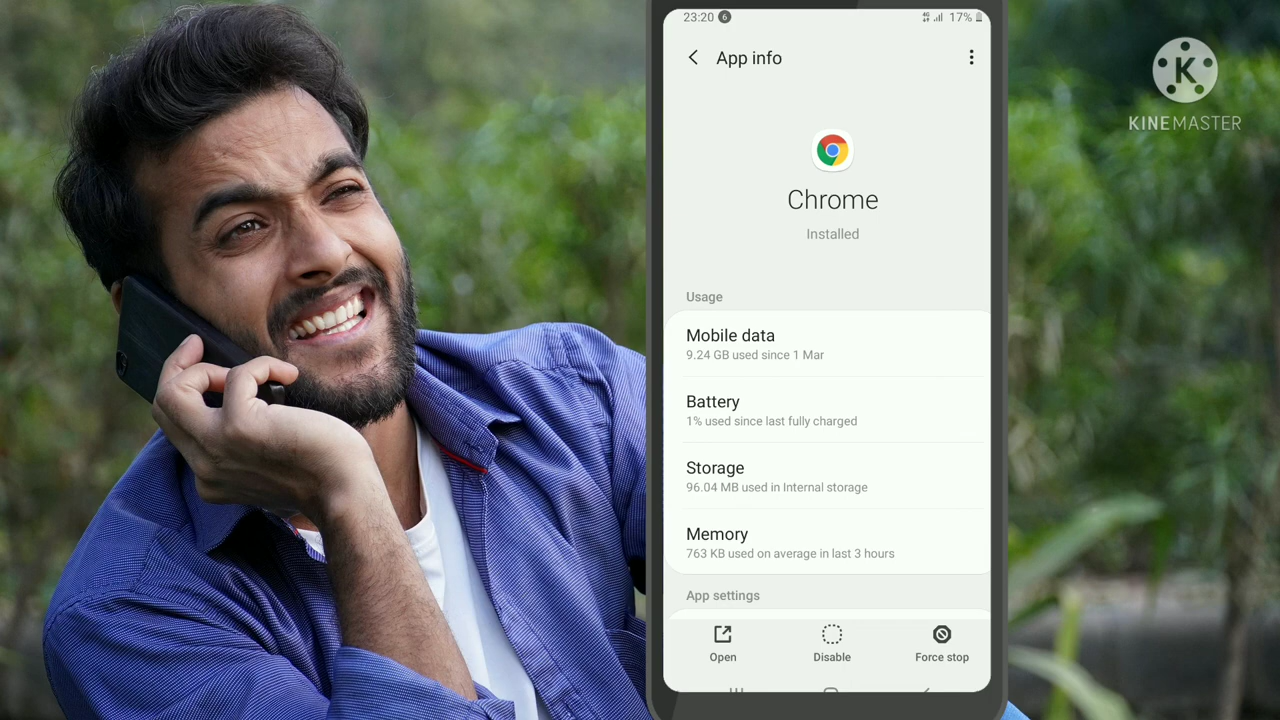 23:20 6 4G 17%
App info
Chrome
Installed
Usage
Mobile data
9.24 GB used since 1 Mar
Battery
1% used since last fully charged
Storage
96.04 MB used in Internal storage
Memory
763 KB used on average in last 3 hours
App settings
Open Disable Force stop
K
KINEMASTER